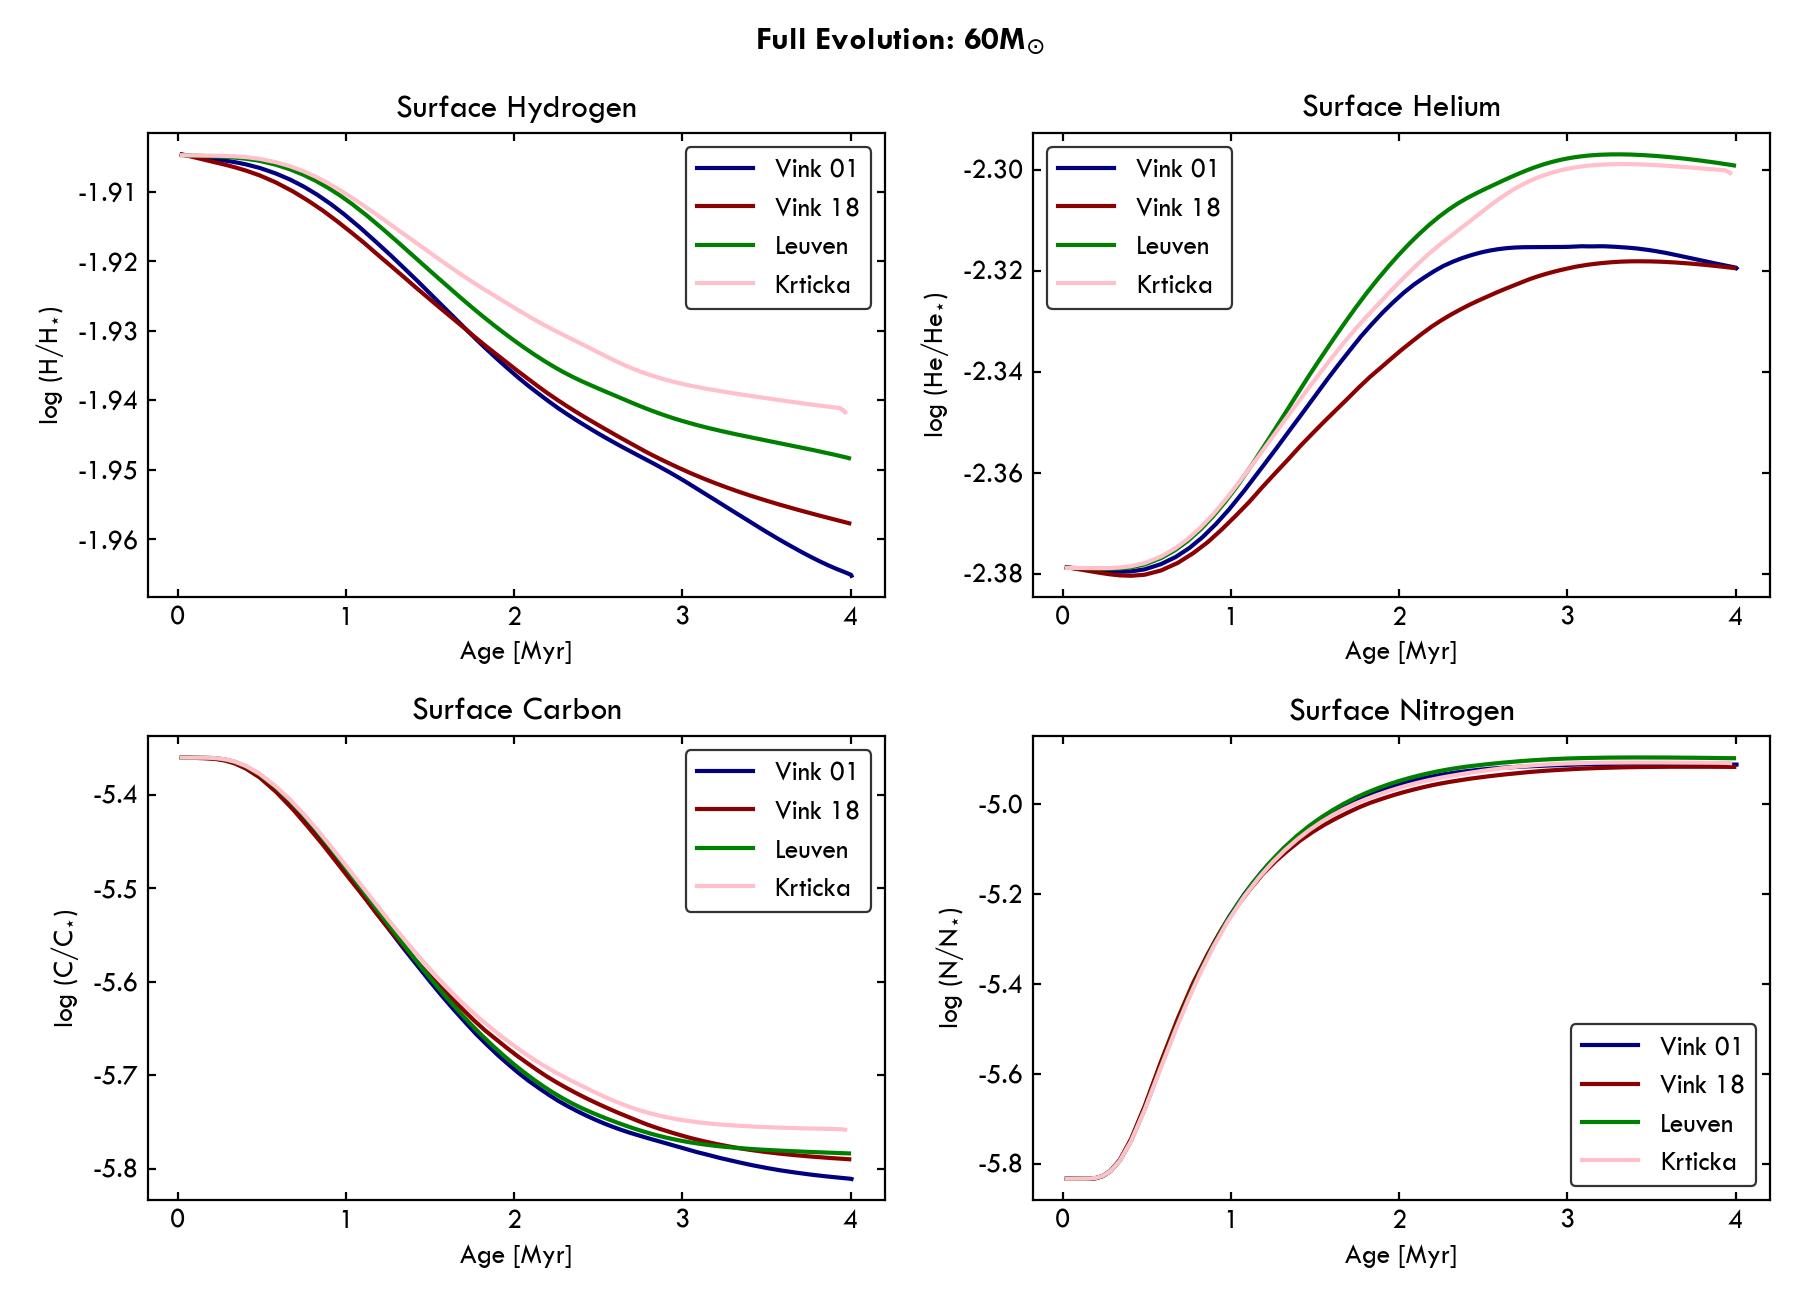 Full Evolution: 60M☉
Surface Hydrogen
log (H/H⋆)
-1.91
-1.92
-1.93
-1.94
-1.95
-1.96
0 1 2 3 4
Age [Myr]
Vink 01
Vink 18
Leuven
Krticka
Surface Helium
log (He/He⋆)
-2.30
-2.32
-2.34
-2.36
-2.38
0 1 2 3 4
Age [Myr]
Vink 01
Vink 18
Leuven
Krticka
Surface Carbon
log (C/C⋆)
-5.4
-5.5
-5.6
-5.7
-5.8
0 1 2 3 4
Age [Myr]
Vink 01
Vink 18
Leuven
Krticka
Surface Nitrogen
log (N/N⋆)
-5.0
-5.2
-5.4
-5.6
-5.8
0 1 2 3 4
Age [Myr]
Vink 01
Vink 18
Leuven
Krticka